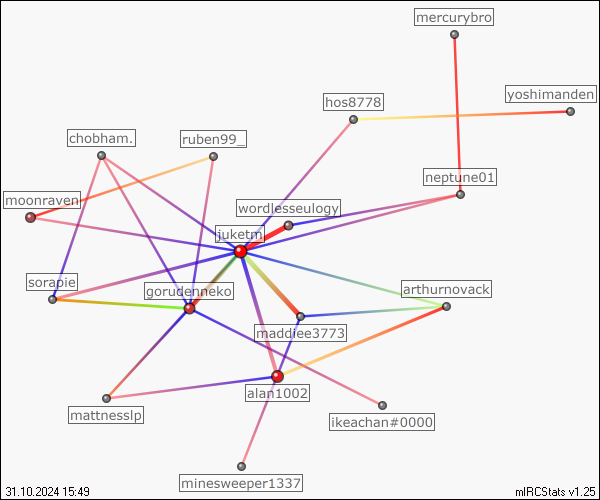 mercurybro
yoshimanden
hos8778
chobham.
ruben99_
neptune01
moonraven
wordlesseulogy
juketm
sorapie
gorudenneko
arthurnovack
maddiee3773
alan1002
mattnesslp
ikeachan#0000
minesweeper1337
31.10.2024 15:49
mIRCStats v1.25